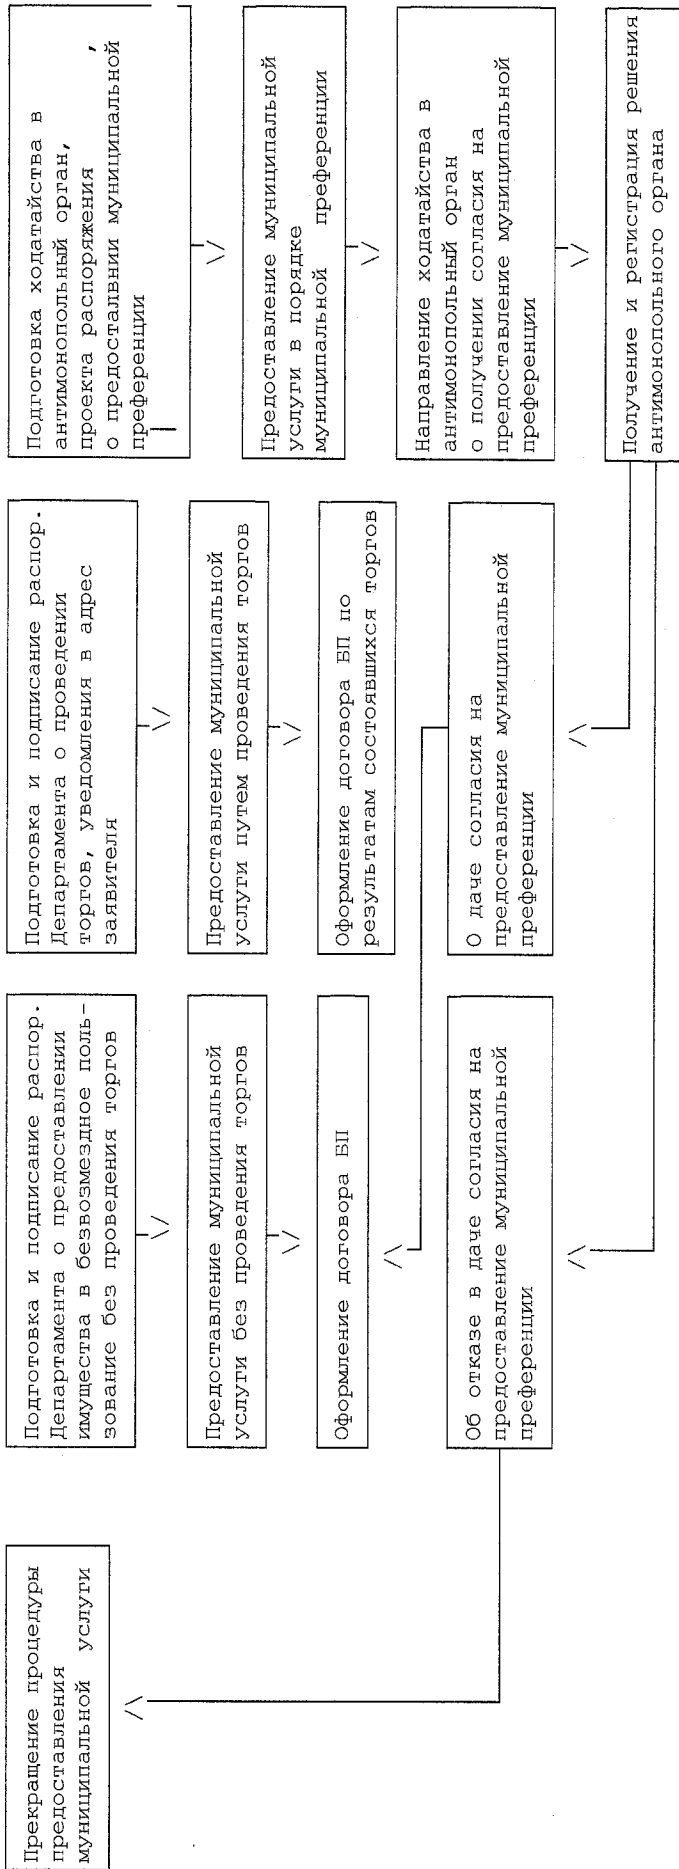 Прекращение процедуры
предоставления
муниципальной услуги
Подготовка и подписание распор.
Департамента о предоставлении
имущества в безвозмездное поль-
зование без проведения торгов
Подготовка и подписание распор.
Департамента о проведении
торгов, уведомления в адрес
заявителя
Подготовка ходатайства в
антимонопольный орган,
проекта распоряжения ,
о предосталвнии муниципальной
преференции
Предоставление муниципальной
услуги без проведения торгов
Предоставление муниципальной
услуги путем проведения торгов
Предоставление муниципальной
услуги в порядке
муниципальной преференции
Оформление договора БП
Оформление договора БП по
результатам состоявшихся торгов
Направление ходатайства в
антимонопольный орган
о получении согласия на
предоставление муниципальной
преференции
Об отказе в даче согласия на
предоставление муниципальной
преференции
О даче согласия на
предоставление муниципальной
преференции
Получение и регистрация решения
антимонопольного органа